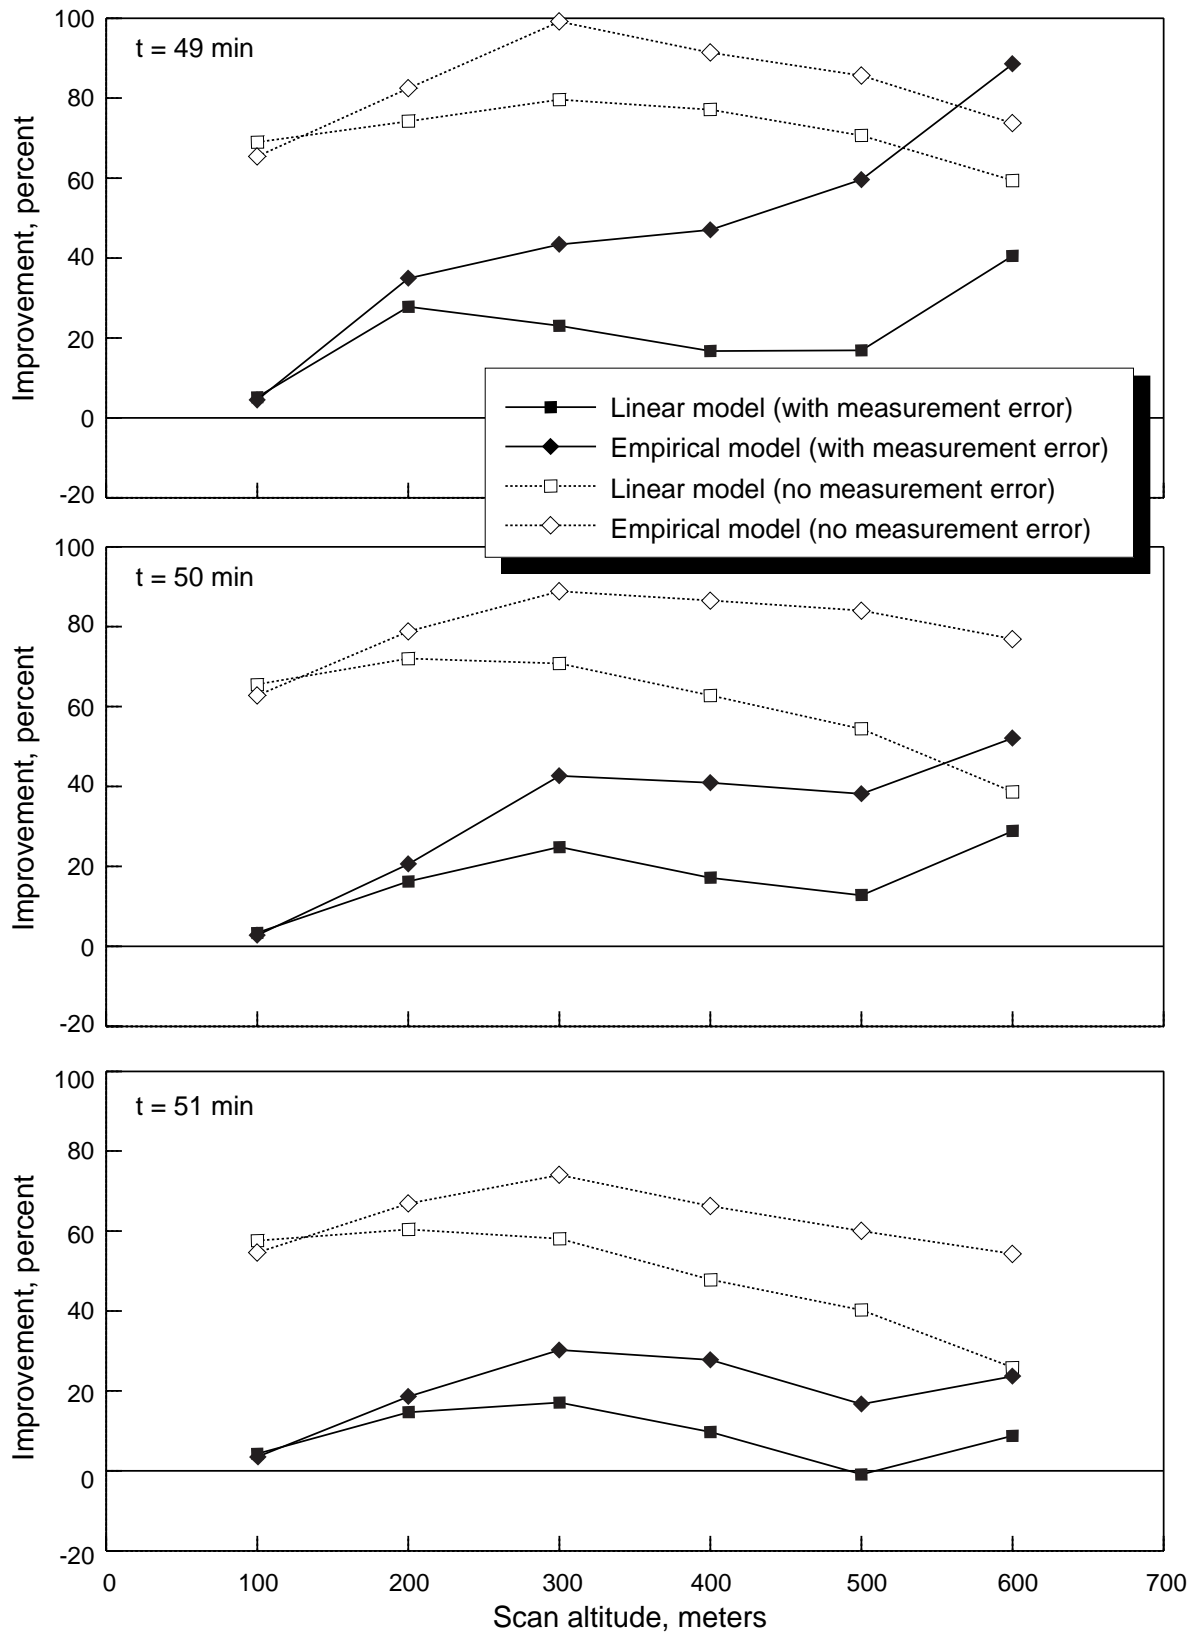 100
t = 49 min
80
60
40
20
0
-20
Improvement, percent
Linear model (with measurement error)
Empirical model (with measurement error)
Linear model (no measurement error)
Empirical model (no measurement error)
100
t = 50 min
80
60
40
20
0
-20
Improvement, percent
100
t = 51 min
80
60
40
20
0
-20
Improvement, percent
0 100 200 300 400 500 600 700
Scan altitude, meters